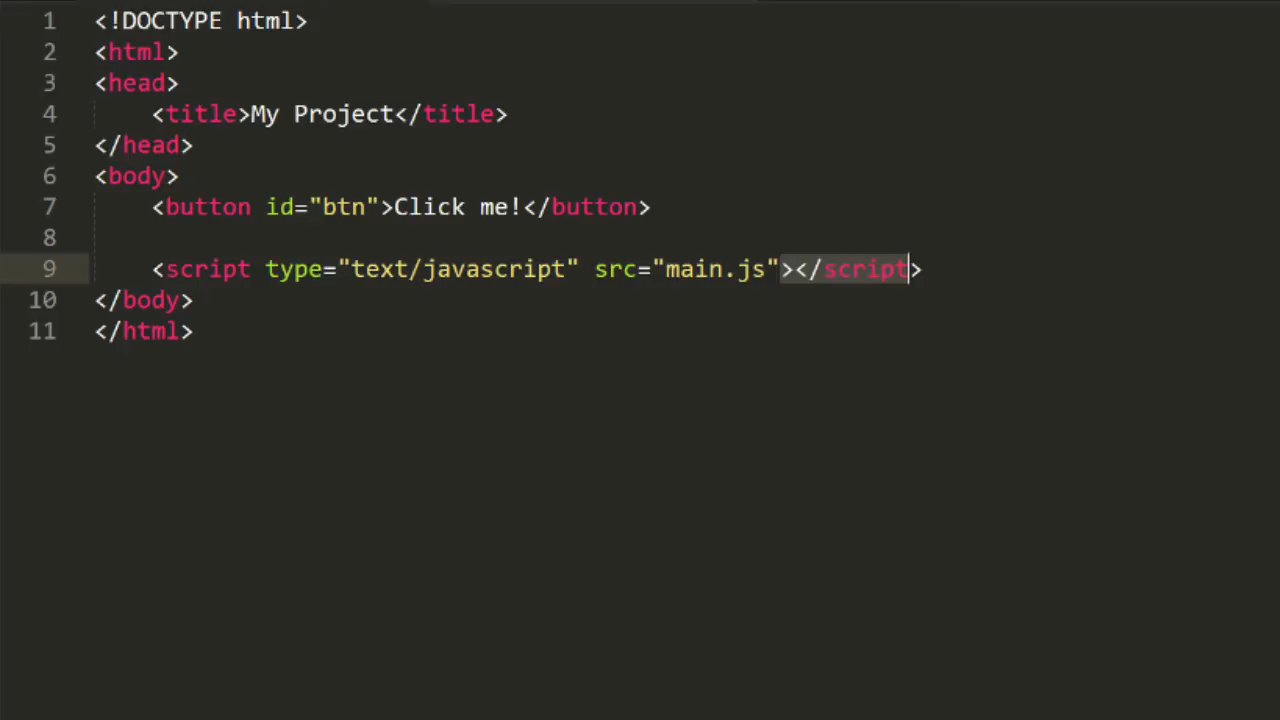 1 <!DOCTYPE html>
2 <html>
3 <head>
4     <title>My Project</title>
5 </head>
6 <body>
7     <button id="btn">Click me!</button>
8
9     <script type="text/javascript" src="main.js"></script>
10 </body>
11 </html>